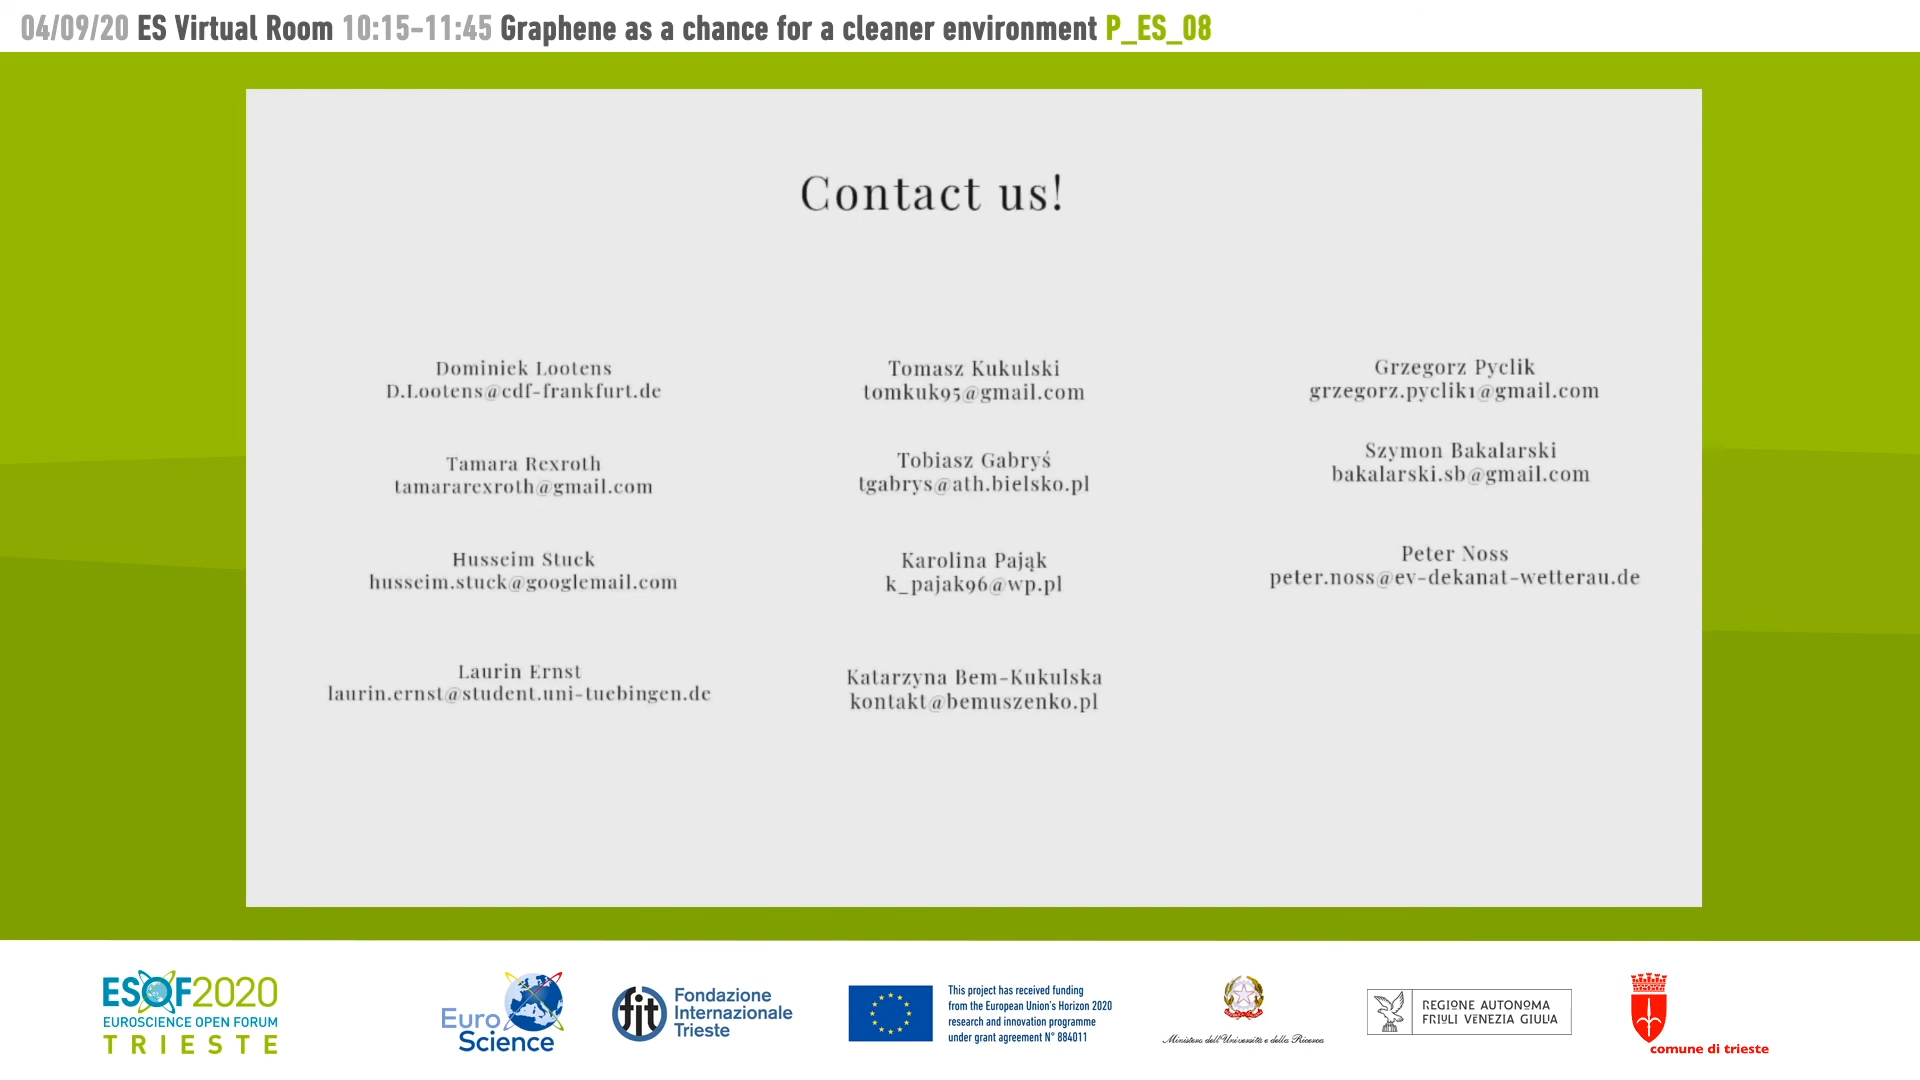 04/09/20 ES Virtual Room 10:15-11:45 Graphene as a chance for a cleaner environment P_ES_08
Contact us!
Dominiek Lootens
D.Lootens@cdf-frankfurt.de
Tamara Rexroth
tamararexroth@gmail.com
Husseim Stuck
husseim.stuck@googlemail.com
Laurin Ernst
laurin.ernst@student.uni-tuebingen.de
Tomasz Kukulski
tomkuk95@gmail.com
Tobiasz Gabryś
tgabrys@ath.bielsko.pl
Karolina Pająk
k_pajak96@wp.pl
Katarzyna Bem-Kukulska
kontakt@bemuszenko.pl
Grzegorz Pyclik
grzegorz.pyclik1@gmail.com
Szymon Bakalarski
bakalarski.sb@gmail.com
Peter Noss
peter.noss@ev-dekanat-wetterau.de
ESOF2020
EUROSCIENCE OPEN FORUM
TRIESTE
Euro
Science
fit
Fondazione
Internazionale
Trieste
This project has received funding
from the European Union's Horizon 2020
research and innovation programme
under grant agreement N° 884011
Ministero dell'Università e della Ricerca
REGIONE AUTONOMA
FRIULI VENEZIA GIULIA
comune di trieste